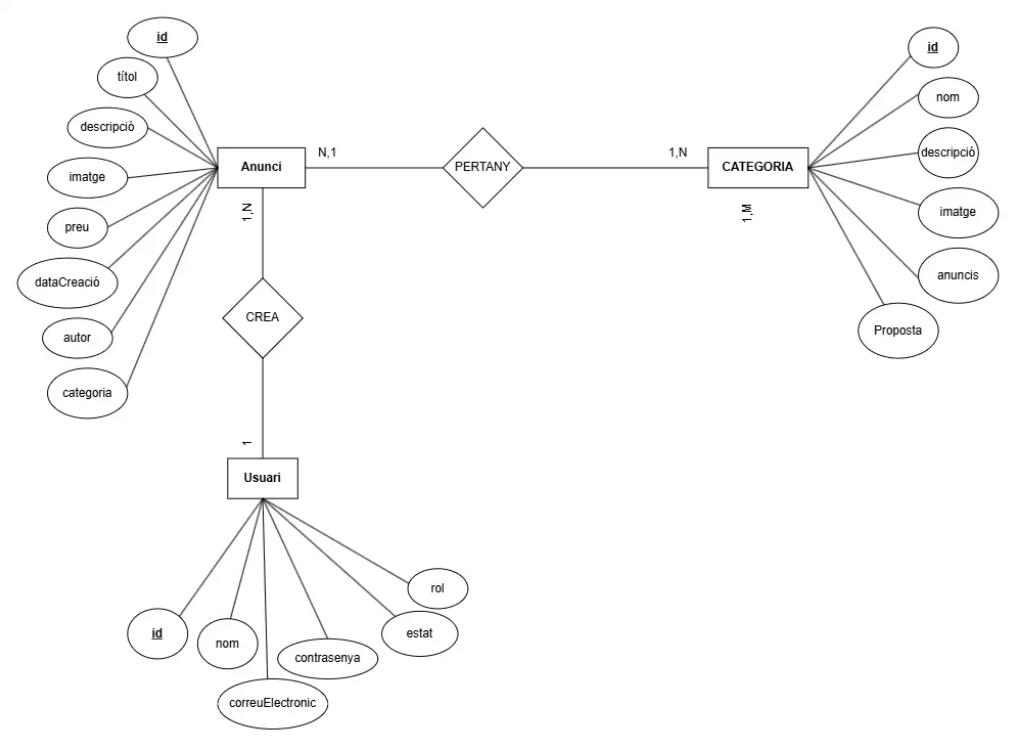 id
títol
descripció
imatge
preu
dataCreació
autor
categoria
Anunci
N,1
PERTANY
1,N
CATEGORIA
id
nom
descripció
imatge
anuncis
Proposta
1,N
1,M
CREA
1
Usuari
id
nom
correuElectronic
contrasenya
estat
rol